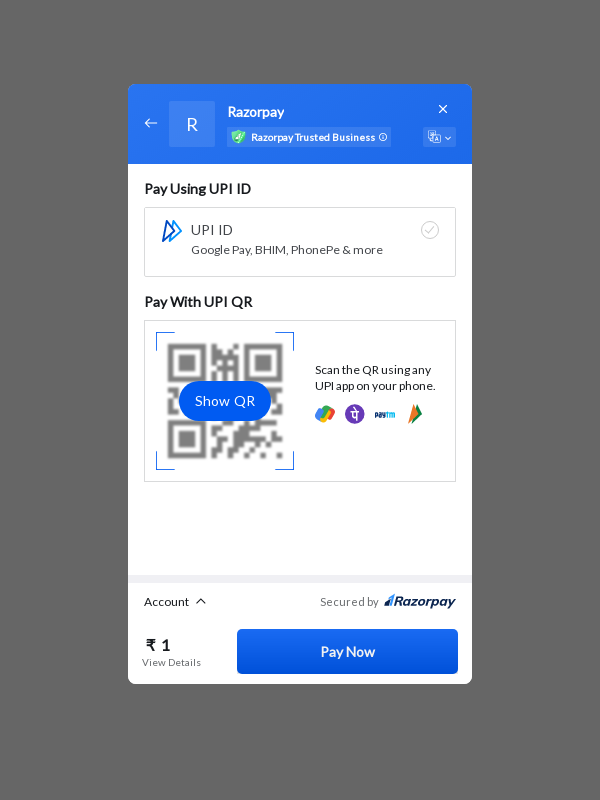 R
Razorpay
Razorpay Trusted Business
Pay Using UPI ID
UPI ID
Google Pay, BHIM, PhonePe & more
Pay With UPI QR
Show QR
Scan the QR using any
UPI app on your phone.
पे
paytm
Account
Secured by Razorpay
₹ 1
View Details
Pay Now